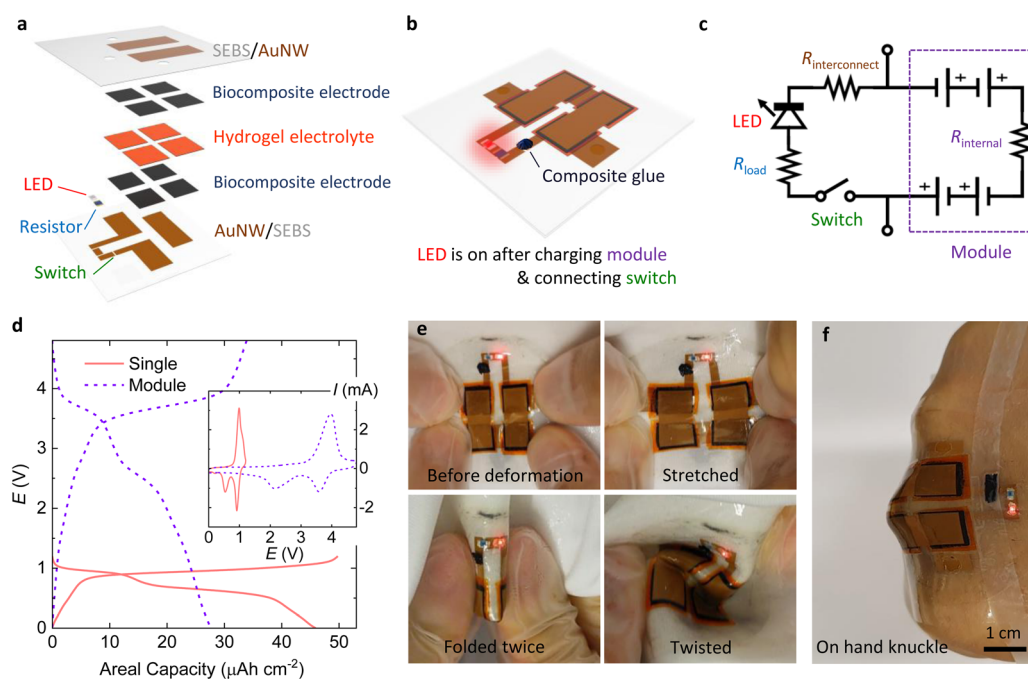 a
SEBS/AuNW
Biocomposite electrode
Hydrogel electrolyte
Biocomposite electrode
LED
Resistor
AuNW/SEBS
Switch
b
Composite glue
LED is on after charging module
& connecting switch
c
Rinterconnect
+ +
LED
Rinternal
Rload
+ +
Switch
Module
d
E (V)
4
3
2
1
0
Single
Module
I (mA)
2
0
-2
0 1 2 3 4
E (V)
0 10 20 30 40 50
Areal Capacity (μAh cm-2)
e
Before deformation
Stretched
Folded twice
Twisted
f
On hand knuckle
1 cm